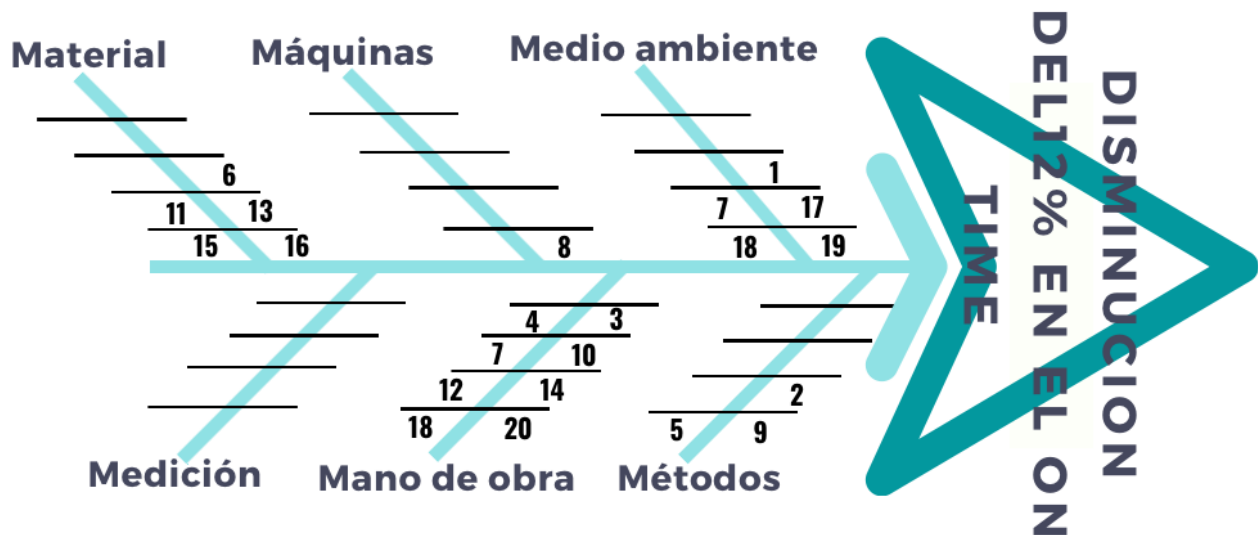 Material
Máquinas
Medio ambiente
6
11 13
15 16
8
1
7 17
18 19
4 3
7 10
12 14
18 20
2
5 9
Medición
Mano de obra
Métodos
DISMINUCION
DEL12% EN EL ON
TIME